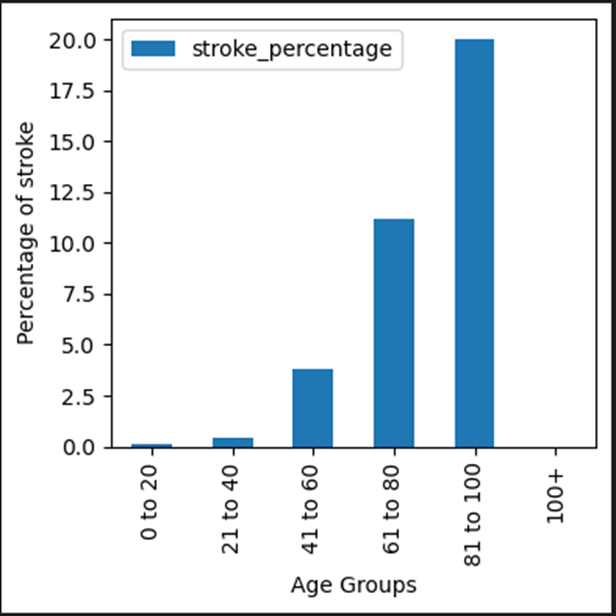 stroke_percentage
Percentage of stroke
20.0
17.5
15.0
12.5
10.0
7.5
5.0
2.5
0.0
0 to 20
21 to 40
41 to 60
61 to 80
81 to 100
100+
Age Groups